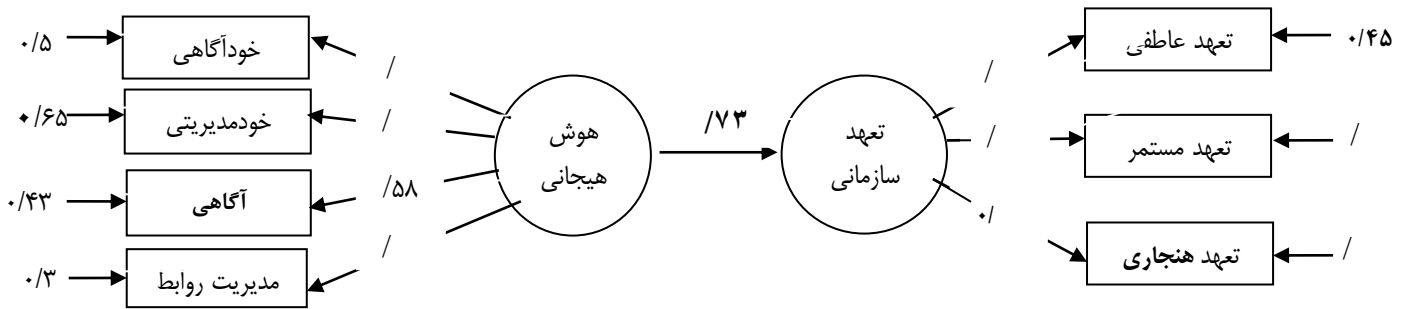 ۰/۵
خودآگاهی
/
۰/۶۵
خودمدیریتی
/
۰/۴۳
آگاهی
/۵۸
۰/۳
مدیریت روابط
/
هوش
هیجانی
/۷۳
تعهد
سازمانی
/
/
۰/
تعهد عاطفی
۰/۴۵
تعهد مستمر
/
تعهد هنجاری
/